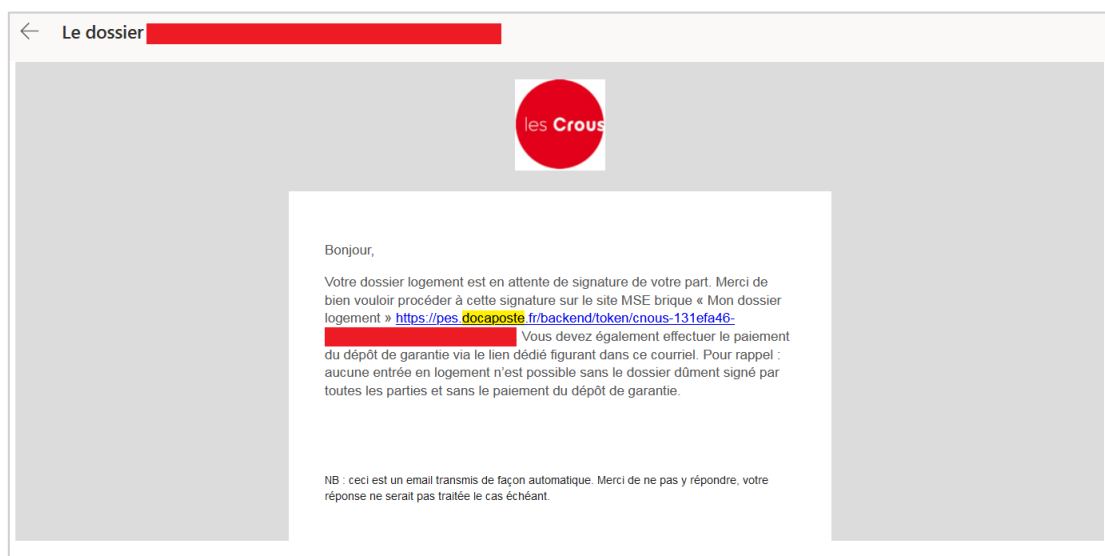 Le dossier
les Crous
Bonjour,
Votre dossier logement est en attente de signature de votre part. Merci de
bien vouloir procéder à cette signature sur le site MSE brique « Mon dossier
logement » https://pes.docaposte.fr/backend/token/cnous-131efa46-
Vous devez également effectuer le paiement
du dépôt de garantie via le lien dédié figurant dans ce courriel. Pour rappel :
aucune entrée en logement n’est possible sans le dossier dûment signé par
toutes les parties et sans le paiement du dépôt de garantie.
NB : ceci est un email transmis de façon automatique. Merci de ne pas y répondre, votre
réponse ne serait pas traitée le cas échéant.